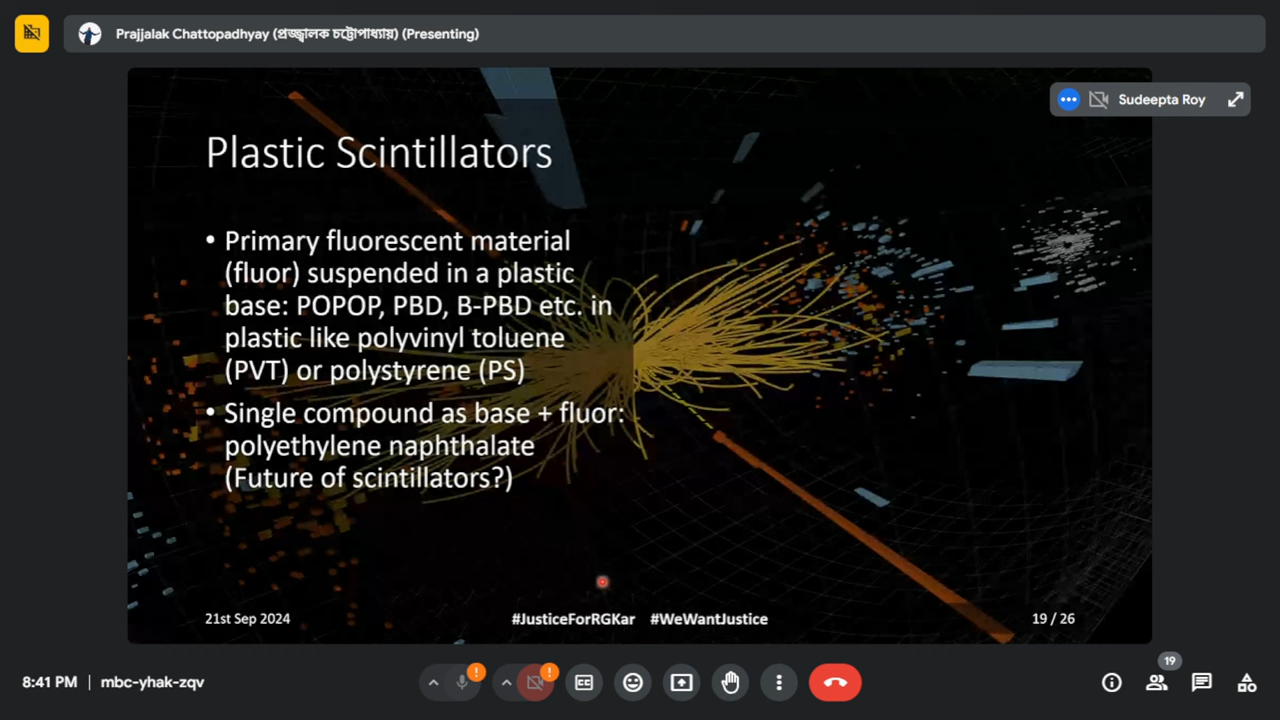 Prajjalak Chattopadhyay (প্রজ্জ্বালক চট্টোপাধ্যায়) (Presenting)
Sudeepta Roy
Plastic Scintillators
• Primary fluorescent material
(fluor) suspended in a plastic
base: POPOP, PBD, B-PBD etc. in
plastic like polyvinyl toluene
(PVT) or polystyrene (PS)
• Single compound as base + fluor:
polyethylene naphthalate
(Future of scintillators?)
21st Sep 2024
#JusticeForRGKar #WeWantJustice
19 / 26
8:41 PM | mbc-yhak-zqv
19